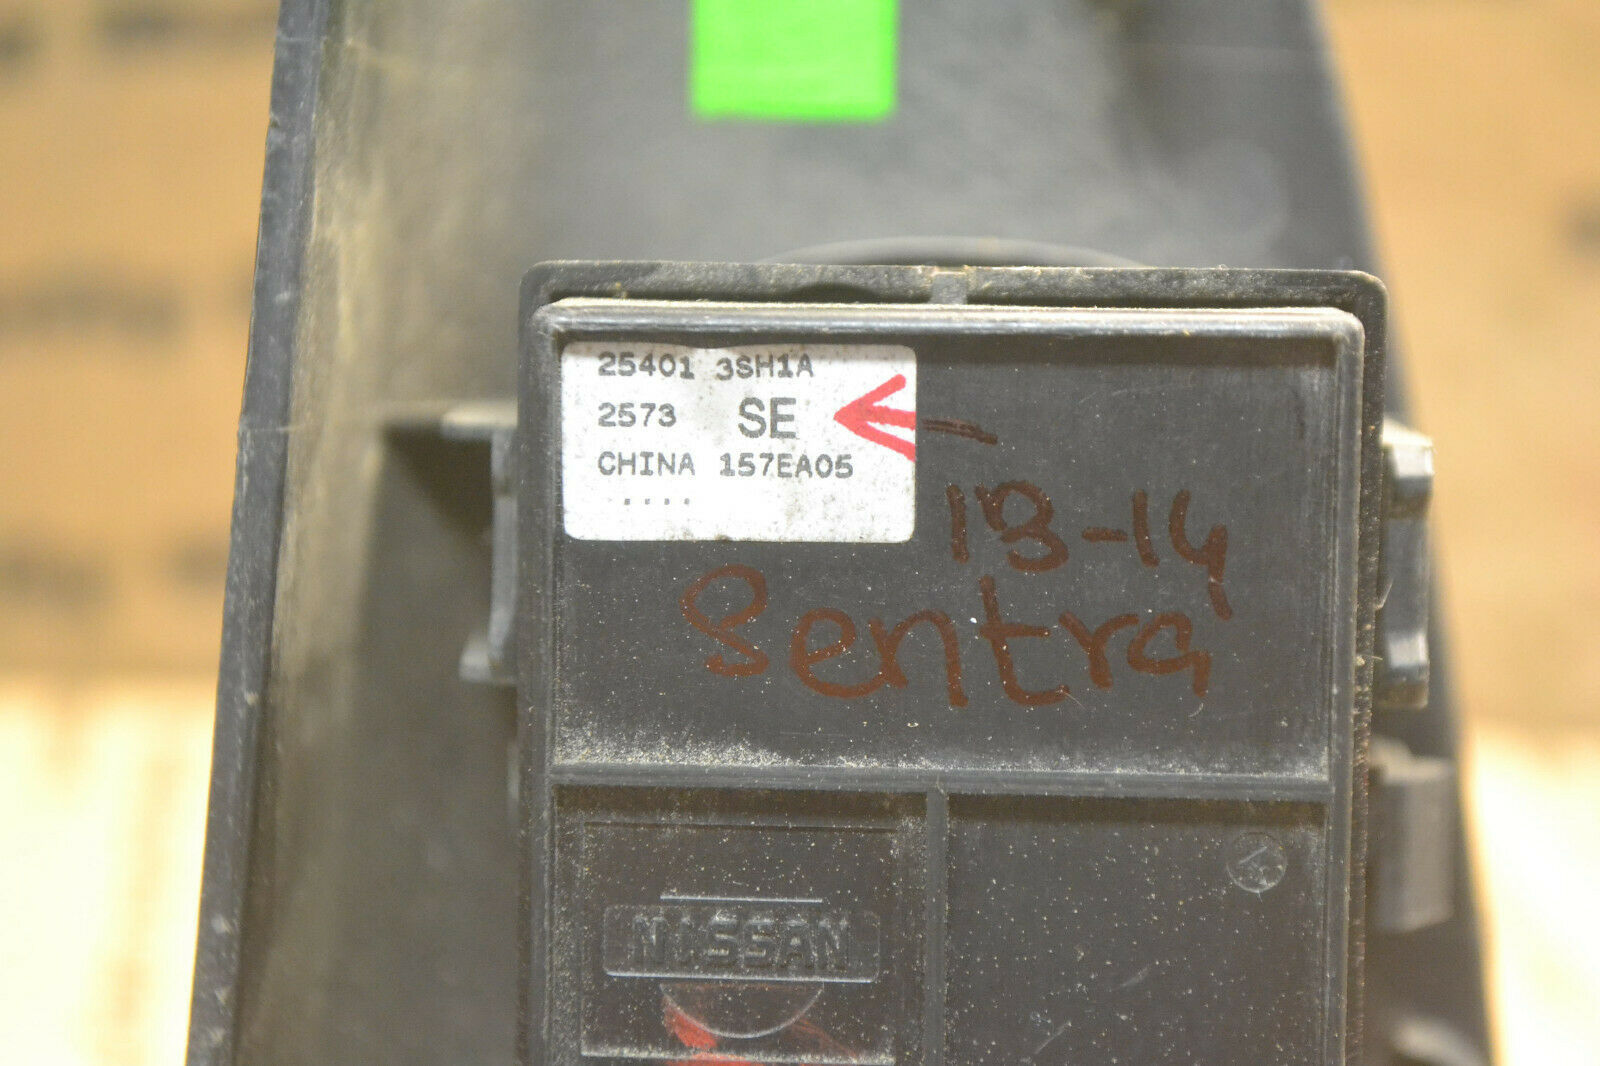 25401 3SH1A
2573 SE
CHINA 157EA05
13-14
Sentra
NISSAN